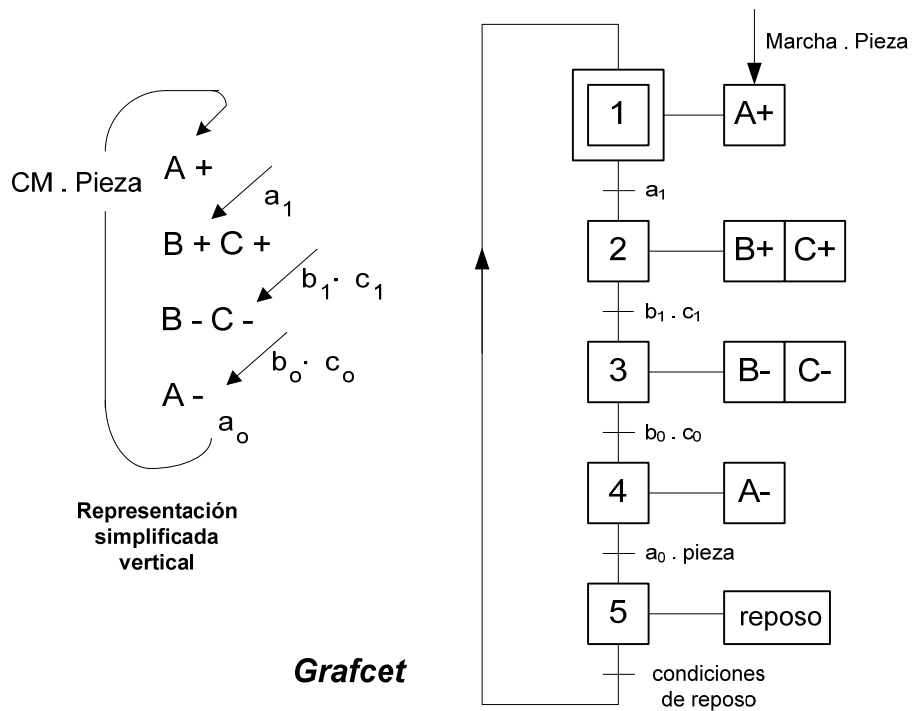 CM . Pieza
A +
a1
B + C +
b1 · c1
B - C -
bo · co
A -
ao
Representación
simplificada
vertical
Grafcet
Marcha . Pieza
1
A+
a1
2
B+ C+
b1 . c1
3
B- C-
b0 . c0
4
A-
a0 . pieza
5
reposo
condiciones
de reposo